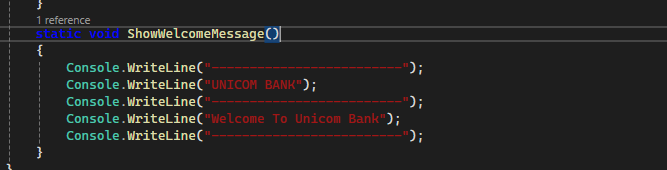 }
1 reference
static void ShowWelcomeMessage()
{
Console.WriteLine("-------------------------");
Console.WriteLine("UNICOM BANK");
Console.WriteLine("-------------------------");
Console.WriteLine("Welcome To Unicom Bank");
Console.WriteLine("-------------------------");
}
}